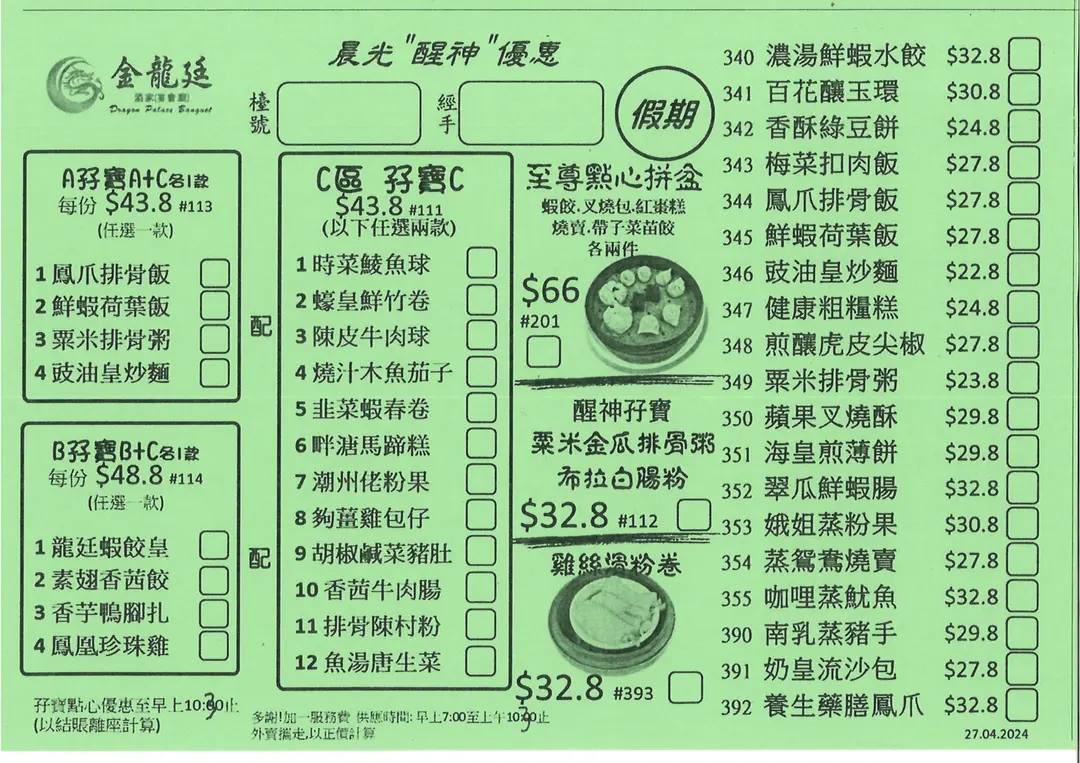 金龍廷
酒家(宴會廳)
Dragon Palace Banquet
晨光"醒神"優惠
檯號
經手
假期
A孖寶A+C各1款
每份 $43.8 #113
(任選一款)
1 鳳爪排骨飯
2 鮮蝦荷葉飯
3 粟米排骨粥
4 豉油皇炒麵
B孖寶B+C各1款
每份 $48.8 #114
(任選一款)
1 龍廷蝦餃皇
2 素翅香茜餃
3 香芋鴨腳扎
4 鳳凰珍珠雞
配
配
C區 孖寶C
$43.8 #111
(以下任選兩款)
1 時菜鯪魚球
2 蠔皇鮮竹卷
3 陳皮牛肉球
4 燒汁木魚茄子
5 韭菜蝦春卷
6 畔溏馬蹄糕
7 潮州佬粉果
8 夠薑雞包仔
9 胡椒鹹菜豬肚
10 香茜牛肉腸
11 排骨陳村粉
12 魚湯唐生菜
至尊點心拼盆
蝦餃.叉燒包.紅棗糕
燒賣.帶子菜苗餃
各兩件
$66
#201
醒神孖寶
粟米金瓜排骨粥
布拉白腸粉
$32.8 #112
雞絲滑粉卷
$32.8 #393
340 濃湯鮮蝦水餃 $32.8
341 百花釀玉環 $30.8
342 香酥綠豆餅 $24.8
343 梅菜扣肉飯 $27.8
344 鳳爪排骨飯 $27.8
345 鮮蝦荷葉飯 $27.8
346 豉油皇炒麵 $22.8
347 健康粗糧糕 $24.8
348 煎釀虎皮尖椒 $27.8
349 粟米排骨粥 $23.8
350 蘋果叉燒酥 $29.8
351 海皇煎薄餅 $29.8
352 翠瓜鮮蝦腸 $32.8
353 娥姐蒸粉果 $30.8
354 蒸鴛鴦燒賣 $27.8
355 咖哩蒸魷魚 $32.8
390 南乳蒸豬手 $29.8
391 奶皇流沙包 $27.8
392 養生藥膳鳳爪 $32.8
孖寶點心優惠至早上10:30止
(以結賬離座計算)
多謝!加一服務費 供應時間: 早上7:00至上午10:30止
外賣攜走,以正價計算
27.04.2024